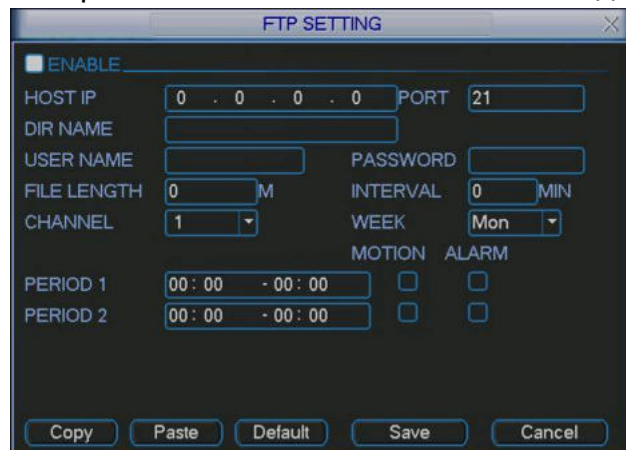 FTP SETTING
ENABLE
HOST IP 0 . 0 . 0 . 0 PORT 21
DIR NAME
USER NAME PASSWORD
FILE LENGTH 0 M INTERVAL 0 MIN
CHANNEL 1 WEEK Mon
MOTION ALARM
PERIOD 1 00: 00 - 00: 00
PERIOD 2 00: 00 - 00: 00
Copy Paste Default Save Cancel